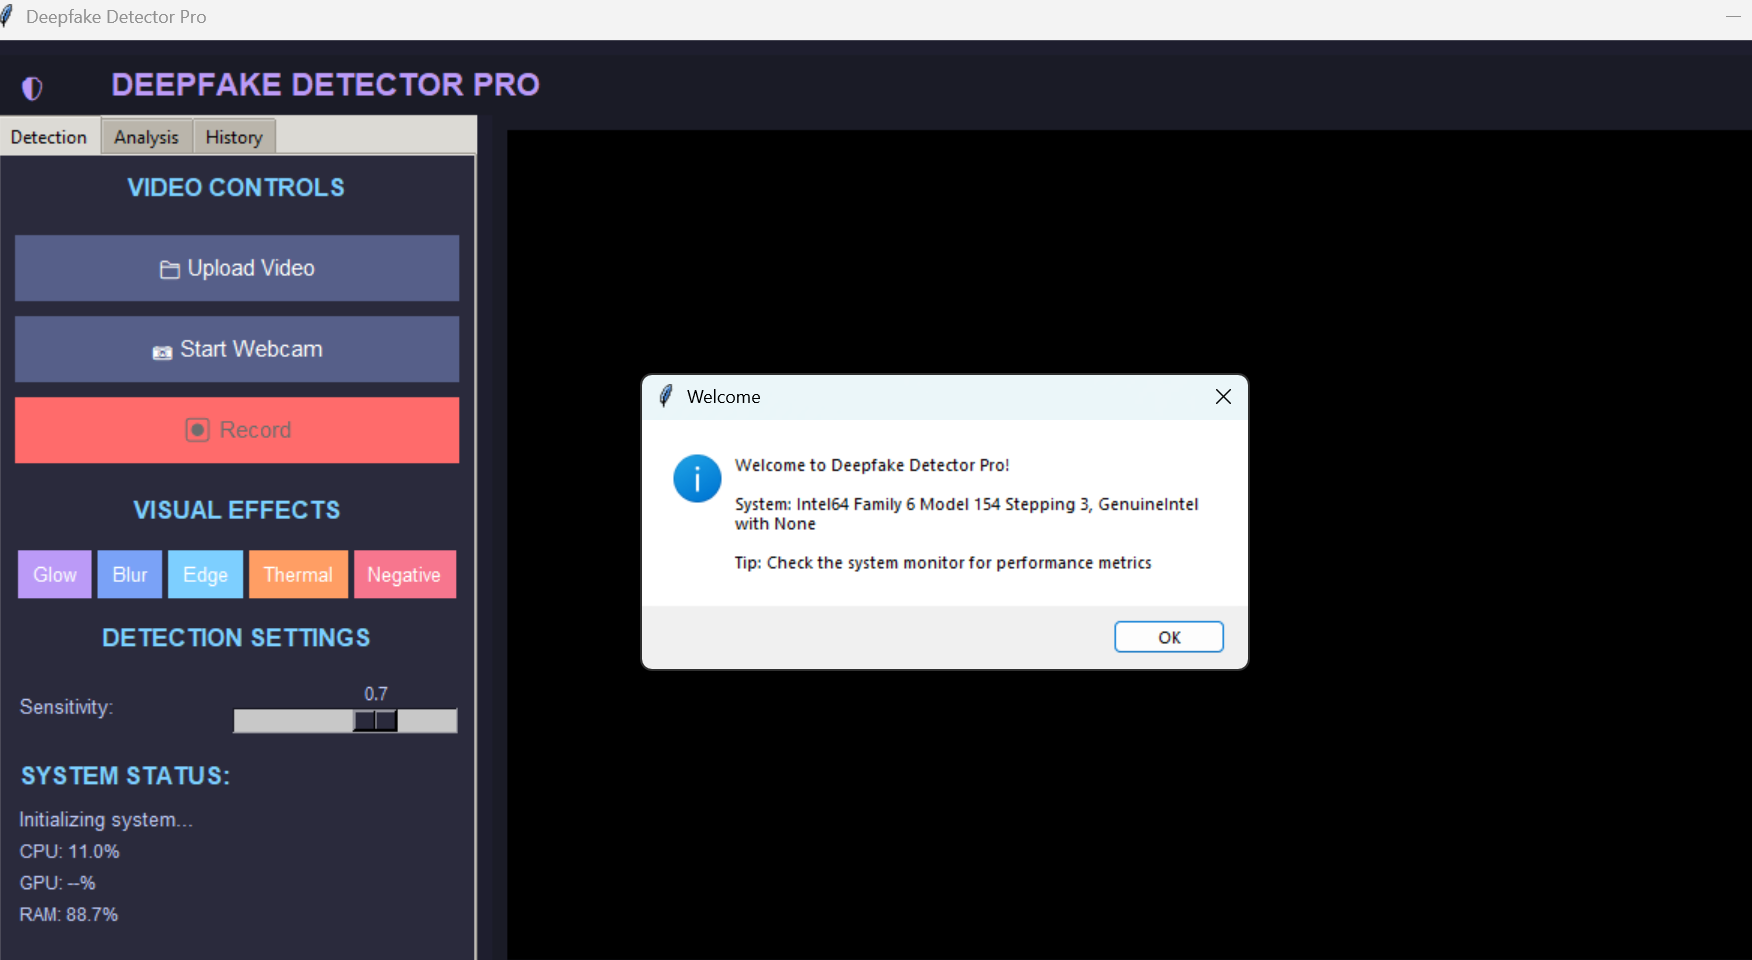 Deepfake Detector Pro
DEEPFAKE DETECTOR PRO
Detection Analysis History
VIDEO CONTROLS
Upload Video
Start Webcam
Record
VISUAL EFFECTS
Glow Blur Edge Thermal Negative
DETECTION SETTINGS
0.7
Sensitivity:
SYSTEM STATUS:
Initializing system...
CPU: 11.0%
GPU: --%
RAM: 88.7%
Welcome
Welcome to Deepfake Detector Pro!
System: Intel64 Family 6 Model 154 Stepping 3, GenuineIntel
with None
Tip: Check the system monitor for performance metrics
OK